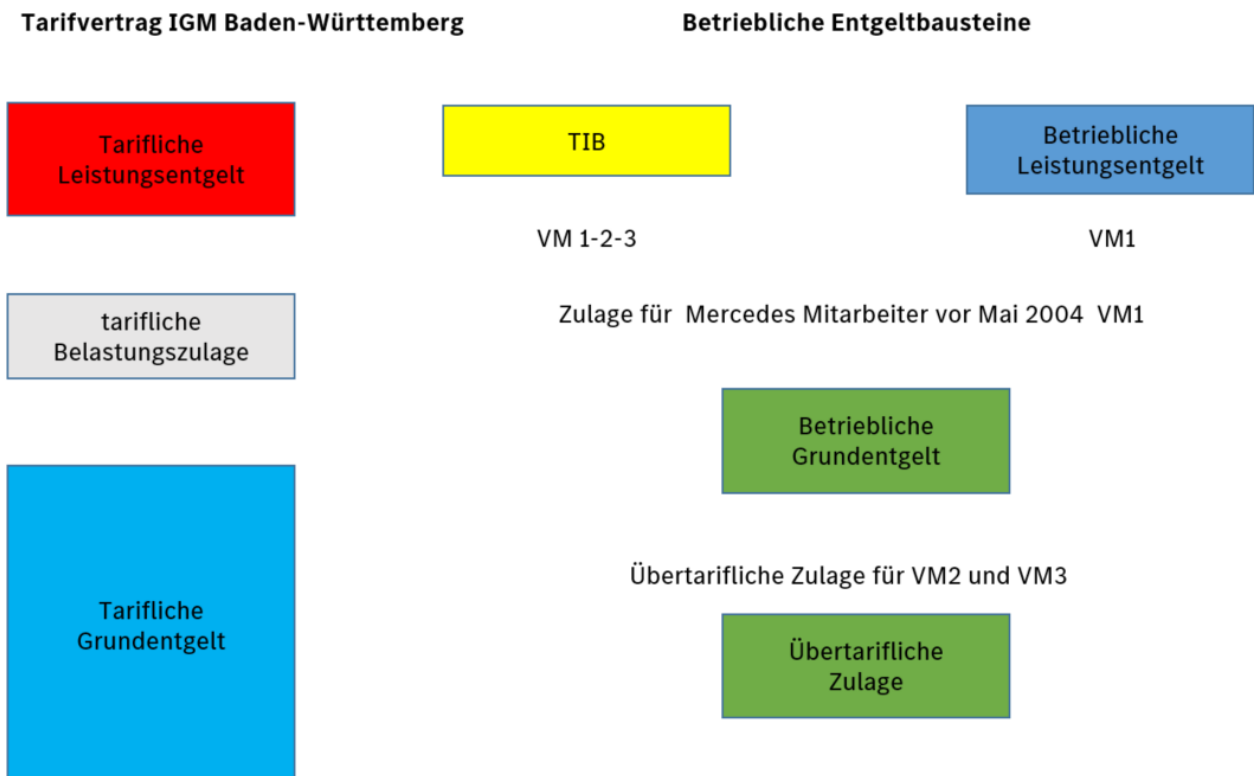 Tarifvertrag IGM Baden-Württemberg
Betriebliche Entgeltbausteine
Tarifliche
Leistungsentgelt
TIB
Betriebliche
Leistungsentgelt
VM 1-2-3
VM1
tarifliche
Belastungszulage
Zulage für Mercedes Mitarbeiter vor Mai 2004 VM1
Betriebliche
Grundentgelt
Tarifliche
Grundentgelt
Übertarifliche Zulage für VM2 und VM3
Übertarifliche
Zulage